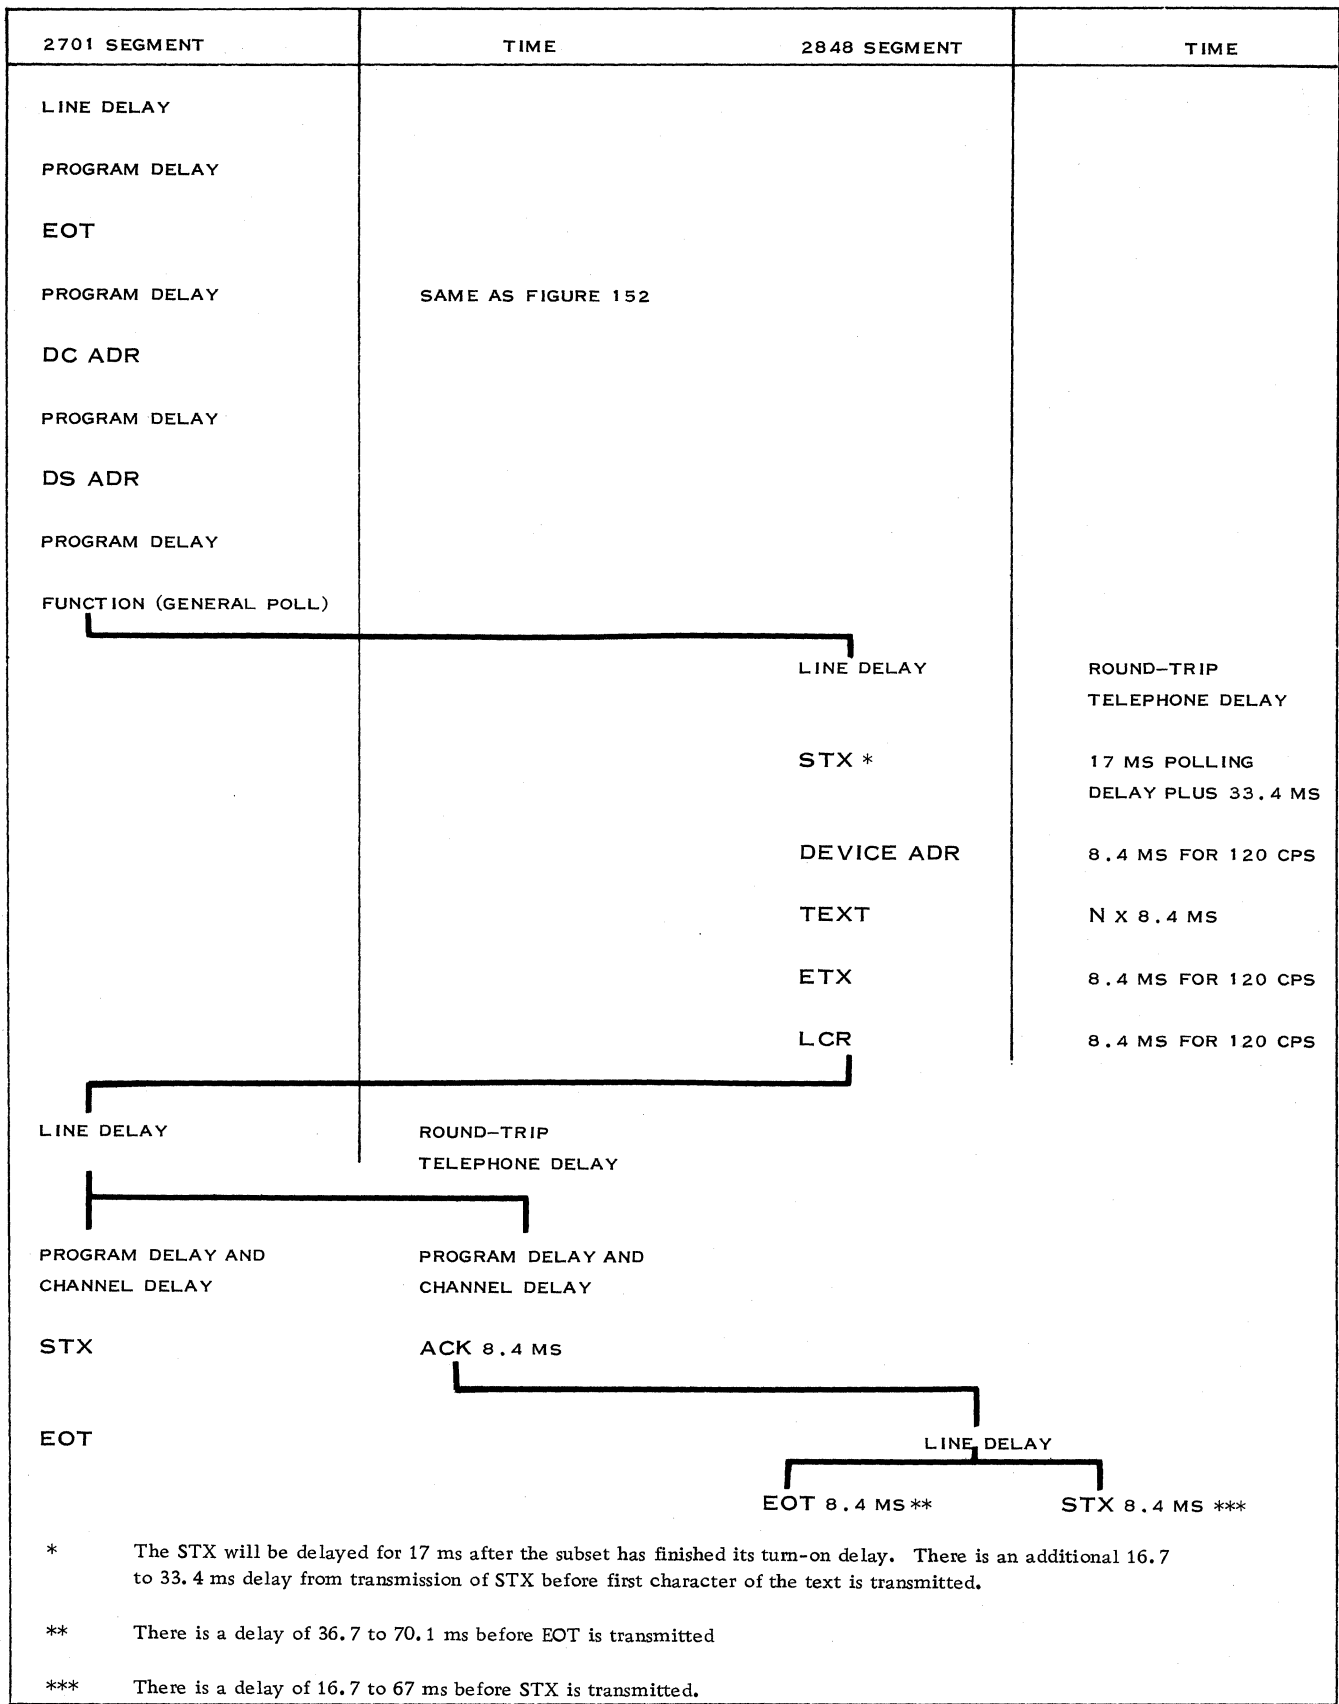 2701 SEGMENT TIME 2848 SEGMENT TIME
LINE DELAY
PROGRAM DELAY
EOT
PROGRAM DELAY SAME AS FIGURE 152
DC ADR
PROGRAM DELAY
DS ADR
PROGRAM DELAY
FUNCTION (GENERAL POLL)
LINE DELAY ROUND–TRIP
TELEPHONE DELAY
STX * 17 MS POLLING
DELAY PLUS 33.4 MS
DEVICE ADR 8.4 MS FOR 120 CPS
TEXT N X 8.4 MS
ETX 8.4 MS FOR 120 CPS
LCR 8.4 MS FOR 120 CPS
LINE DELAY ROUND–TRIP
TELEPHONE DELAY
PROGRAM DELAY AND PROGRAM DELAY AND
CHANNEL DELAY CHANNEL DELAY
STX ACK 8.4 MS
EOT LINE DELAY
EOT 8.4 MS ** STX 8.4 MS ***
* The STX will be delayed for 17 ms after the subset has finished its turn-on delay. There is an additional 16.7
to 33.4 ms delay from transmission of STX before first character of the text is transmitted.
** There is a delay of 36.7 to 70.1 ms before EOT is transmitted
*** There is a delay of 16.7 to 67 ms before STX is transmitted.